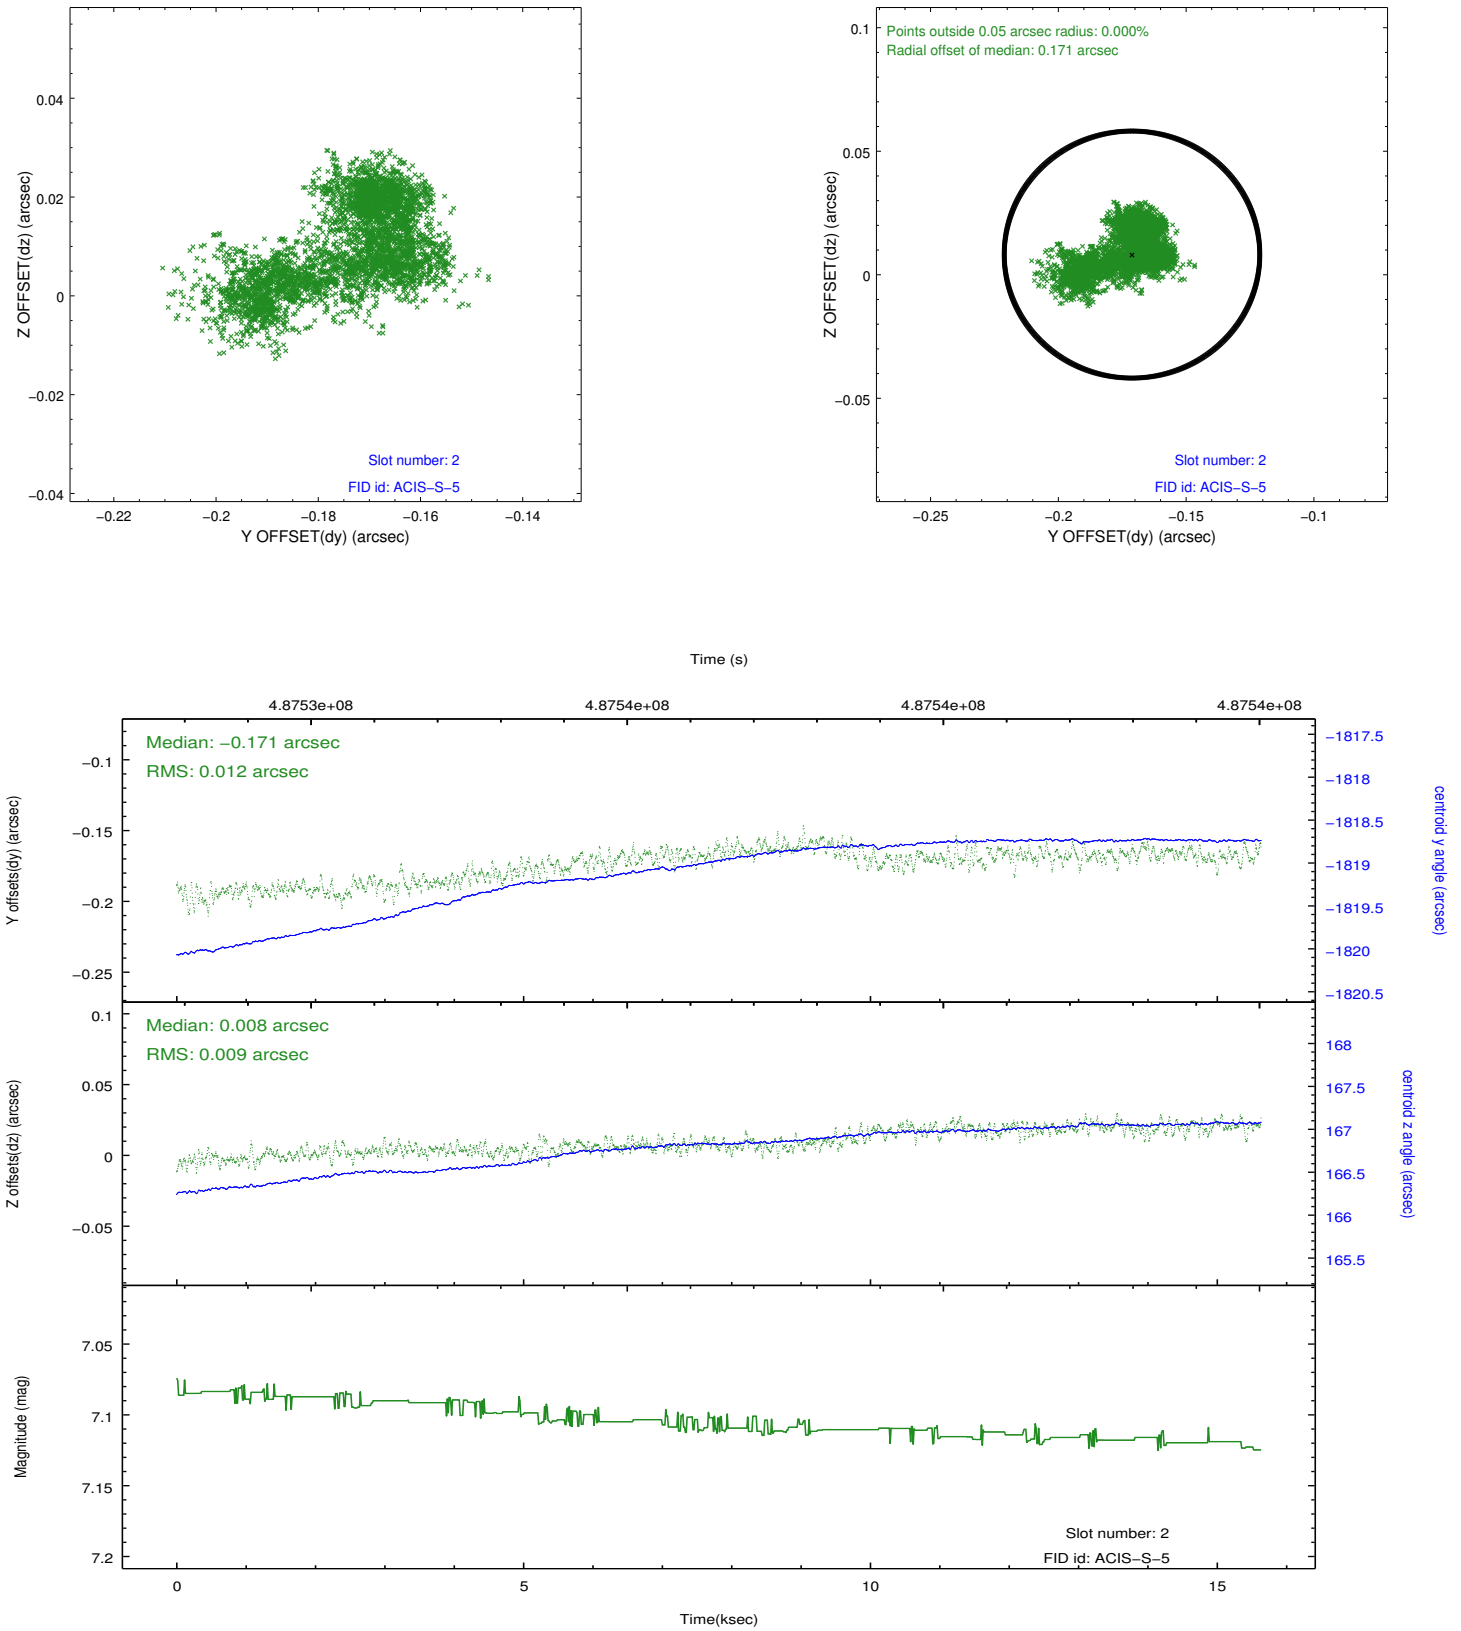 0.04
0.02
0
−0.02
−0.04
Z OFFSET(dz) (arcsec)
Slot number: 2
FID id: ACIS−S−5
−0.22
−0.2
−0.18
−0.16
−0.14
Y OFFSET(dy) (arcsec)
Points outside 0.05 arcsec radius: 0.000%
Radial offset of median: 0.171 arcsec
0.1
0.05
0
−0.05
Z OFFSET(dz) (arcsec)
Slot number: 2
FID id: ACIS−S−5
−0.25
−0.2
−0.15
−0.1
Y OFFSET(dy) (arcsec)
Time (s)
4.8753e+08
4.8754e+08
4.8754e+08
4.8754e+08
Median: −0.171 arcsec
RMS: 0.012 arcsec
−0.1
−0.15
−0.2
−0.25
Y offsets(dy) (arcsec)
−1817.5
−1818
−1818.5
−1819
−1819.5
−1820
−1820.5
centroid y angle (arcsec)
Median: 0.008 arcsec
RMS: 0.009 arcsec
0.1
0.05
0
−0.05
Z offsets(dz) (arcsec)
168
167.5
167
166.5
166
165.5
centroid z angle (arcsec)
7.05
7.1
7.15
7.2
Magnitude (mag)
Slot number: 2
FID id: ACIS−S−5
0
5
10
15
Time(ksec)